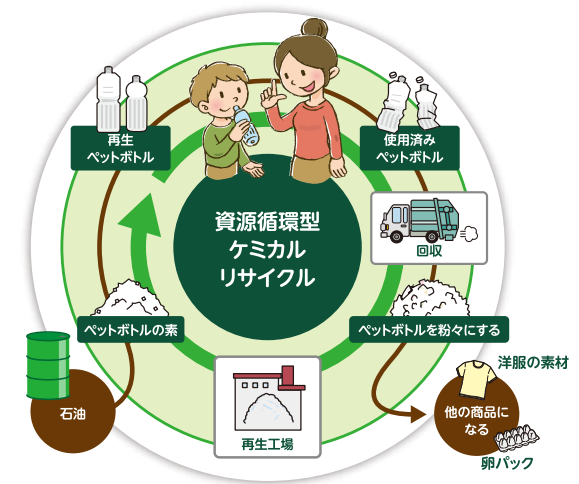 再生
ペットボトル
使用済み
ペットボトル
資源循環型
ケミカル
リサイクル
回収
ペットボトルの素
ペットボトルを粉々にする
洋服の素材
石油
再生工場
他の商品に
なる
卵パック